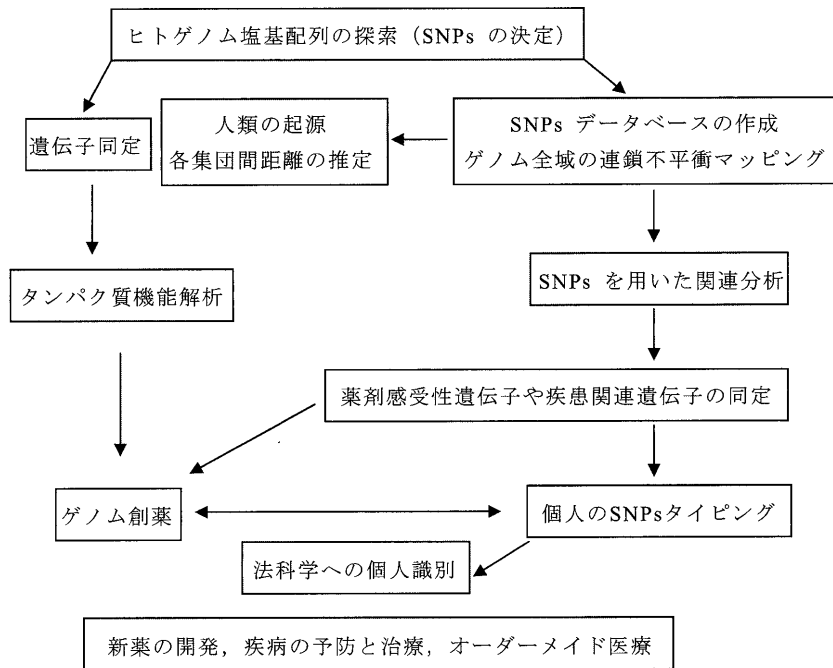 ヒトゲノム塩基配列の探索（SNPs の決定）
遺伝子同定
人類の起源
各集団間距離の推定
SNPs データベースの作成
ゲノム全域の連鎖不平衡マッピング
タンパク質機能解析
SNPs を用いた関連分析
薬剤感受性遺伝子や疾患関連遺伝子の同定
ゲノム創薬
個人のSNPsタイピング
法科学への個人識別
新薬の開発，疾病の予防と治療，オーダーメイド医療